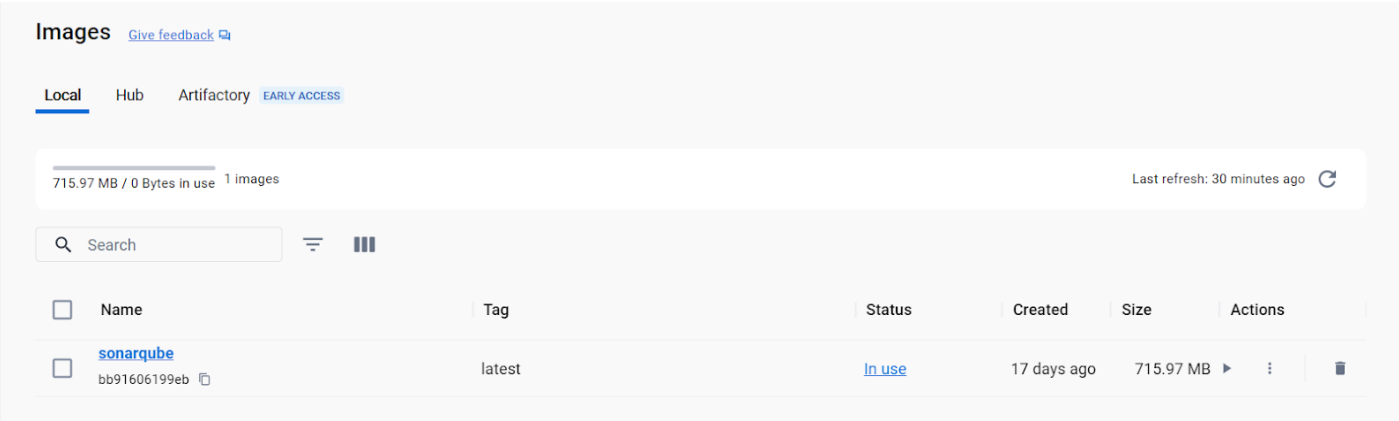 Images Give feedback
Local Hub Artifactory EARLY ACCESS
715.97 MB / 0 Bytes in use 1 images Last refresh: 30 minutes ago
Search
Name Tag Status Created Size Actions
sonarqube
bb91606199eb
latest In use 17 days ago 715.97 MB